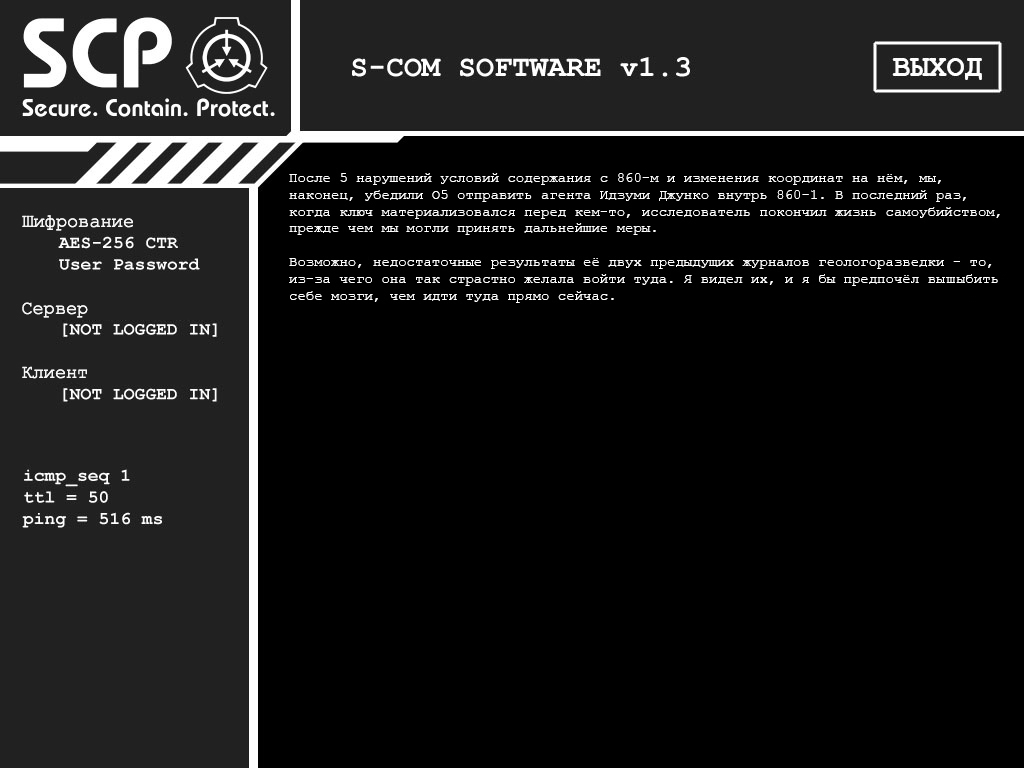 SCP
Secure. Contain. Protect.
S-COM SOFTWARE v1.3
ВЫХОД
Шифрование
AES-256 CTR
User Password
Сервер
[NOT LOGGED IN]
Клиент
[NOT LOGGED IN]
icmp_seq 1
ttl = 50
ping = 516 ms
После 5 нарушений условий содержания с 860-м и изменения координат на нём, мы,
наконец, убедили O5 отправить агента Идзуми Джунко внутрь 860-1. В последний раз,
когда ключ материализовался перед кем-то, исследователь покончил жизнь самоубийством,
прежде чем мы могли принять дальнейшие меры.
Возможно, недостаточные результаты её двух предыдущих журналов геологоразведки - то,
из-за чего она так страстно желала войти туда. Я видел их, и я бы предпочёл вышыбить
себе мозги, чем идти туда прямо сейчас.